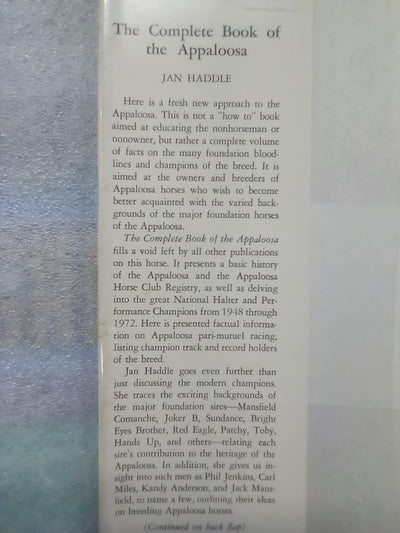 The Complete Book of
the Appaloosa
JAN HADDLE
Here is a fresh new approach to the
Appaloosa. This is not a "how to" book
aimed at educating the nonhorseman or
nonowner, but rather a complete volume
of facts on the many foundation blood-
lines and champions of the breed. It is
aimed at the owners and breeders of
Appaloosa horses who wish to become
better acquainted with the varied back-
grounds of the major foundation horses
of the Appaloosa.
The Complete Book of the Appaloosa
fills a void left by all other publications
on this horse. It presents a basic history
of the Appaloosa and the Appaloosa
Horse Club Registry, as well as delving
into the great National Halter and Per-
formance Champions from 1948 through
1972. Here is presented factual informa-
tion on Appaloosa pari-mutuel racing,
listing champion track and record holders
of the breed.
Jan Haddle goes even further than
just discussing the modern champions.
She traces the exciting backgrounds of
the major foundation sires—Mansfield
Comanche, Joker B, Sundance, Bright
Eyes Brother, Red Eagle, Patchy, Toby,
Hands Up, and others—relating each
sire's contribution to the heritage of the
Appaloosa. In addition, she gives us in-
sight into such men as Phil Jenkins, Carl
Miles, Kandy Anderson, and Jack Mans-
field, to name a few, outlining their ideas
on breeding Appaloosa horses.
(Continued on back flap)